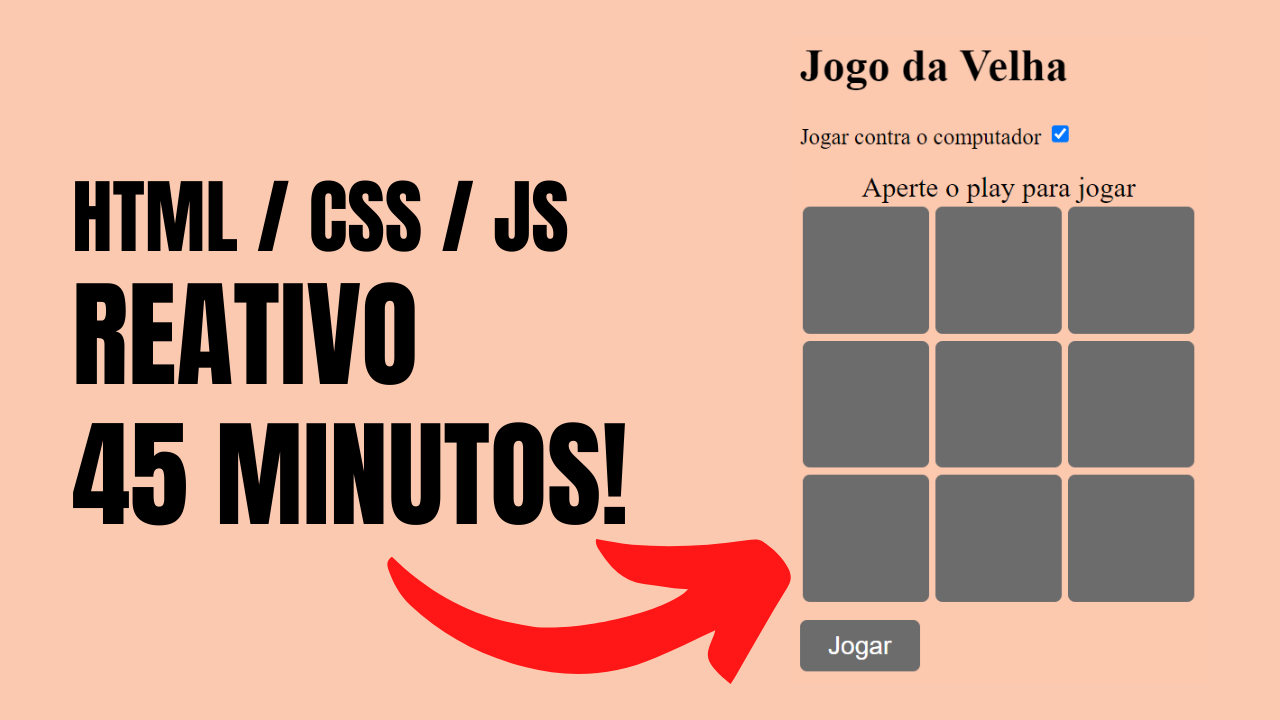 HTML / CSS / JS
REATIVO
45 MINUTOS!
Jogo da Velha
Jogar contra o computador
Aperte o play para jogar
Jogar